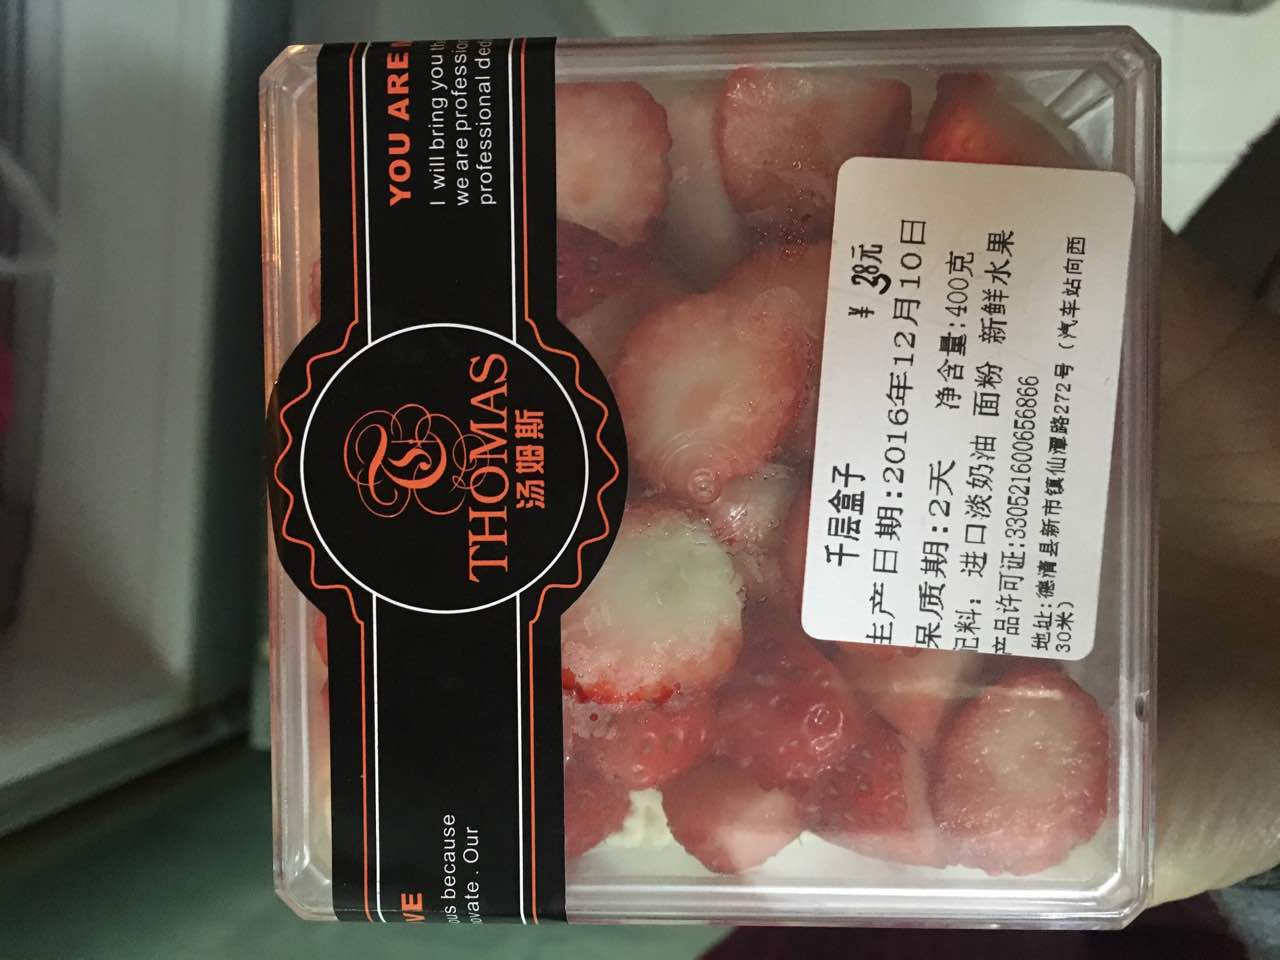 YOU ARE
I will bring you
we are profession
professional ded
THOMAS
汤姆斯
VE
us because
ovate . Our
千层盒子
¥ 38元
生产日期:2016年12月10日
保质期:2天 净含量:400克
配料: 进口淡奶油 面粉 新鲜水果
产品许可证:330521600656866
地址:德清县新市镇仙潭路272号(汽车站向西
30米)